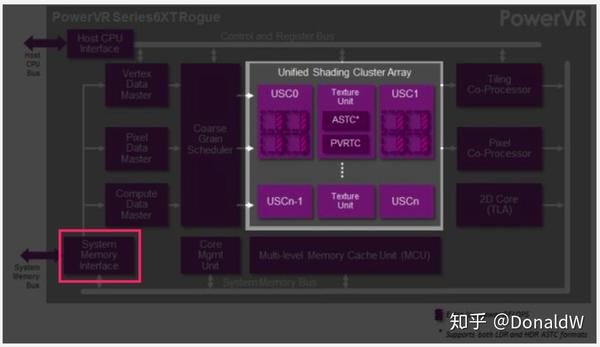 PowerVR Series6XT Rogue
PowerVR
Host CPU
Interface
Control and Register Bus
Host
CPU
Bus
Vertex
Data
Master
Pixel
Data
Master
Compute
Data
Master
Coarse
Grain
Scheduler
Unified Shading Cluster Array
USC0
Texture
Unit
ASTC*
PVRTC
USC1
USCn-1
Texture
Unit
USCn
Tiling
Co-Processor
Pixel
Co-Processor
2D Core
(TLA)
System
Memory
Interface
System
Memory
Bus
Core
Mgmt
Unit
Multi-level Memory Cache Unit (MCU)
System Memory Bus
* Supports both LDR and HDR ASTC formats
知乎 @DonaldW